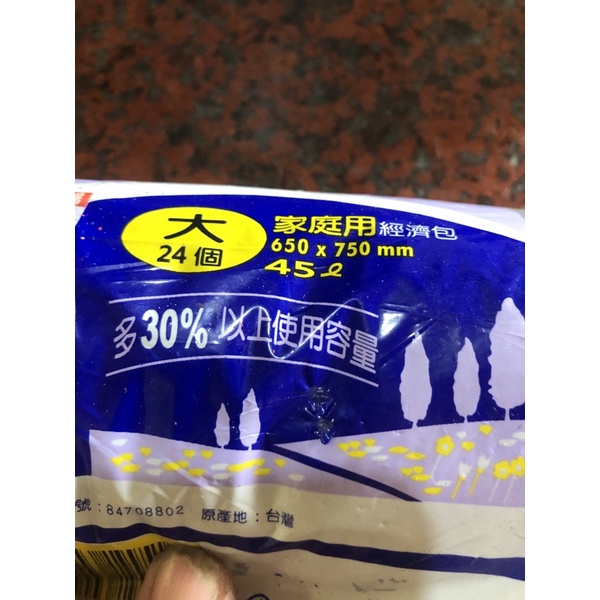 大
24個
家庭用 經濟包
650 x 750 mm
45ℓ
多30%以上使用容量
號：84798802 原產地：台灣